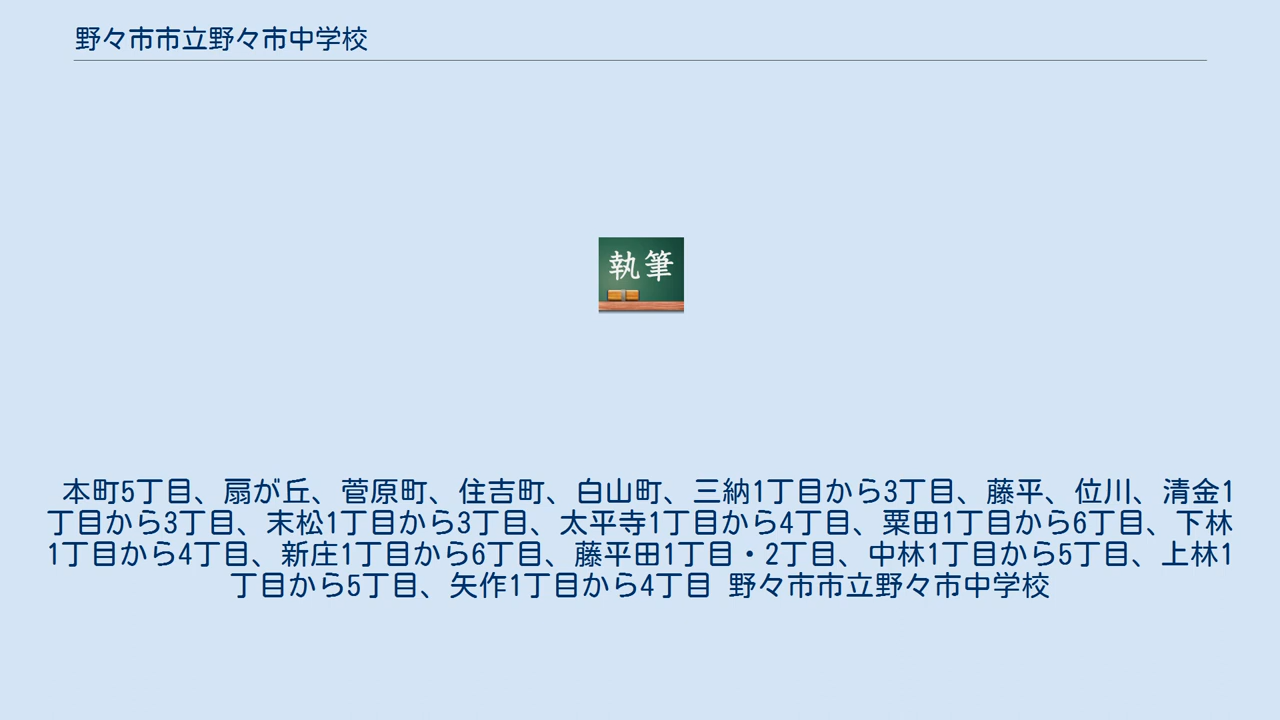 野々市市立野々市中学校
執筆
本町5丁目、扇が丘、菅原町、住吉町、白山町、三納1丁目から3丁目、藤平、位川、清金1
丁目から3丁目、末松1丁目から3丁目、太平寺1丁目から4丁目、粟田1丁目から6丁目、下林
1丁目から4丁目、新庄1丁目から6丁目、藤平田1丁目・2丁目、中林1丁目から5丁目、上林1
丁目から5丁目、矢作1丁目から4丁目 野々市市立野々市中学校